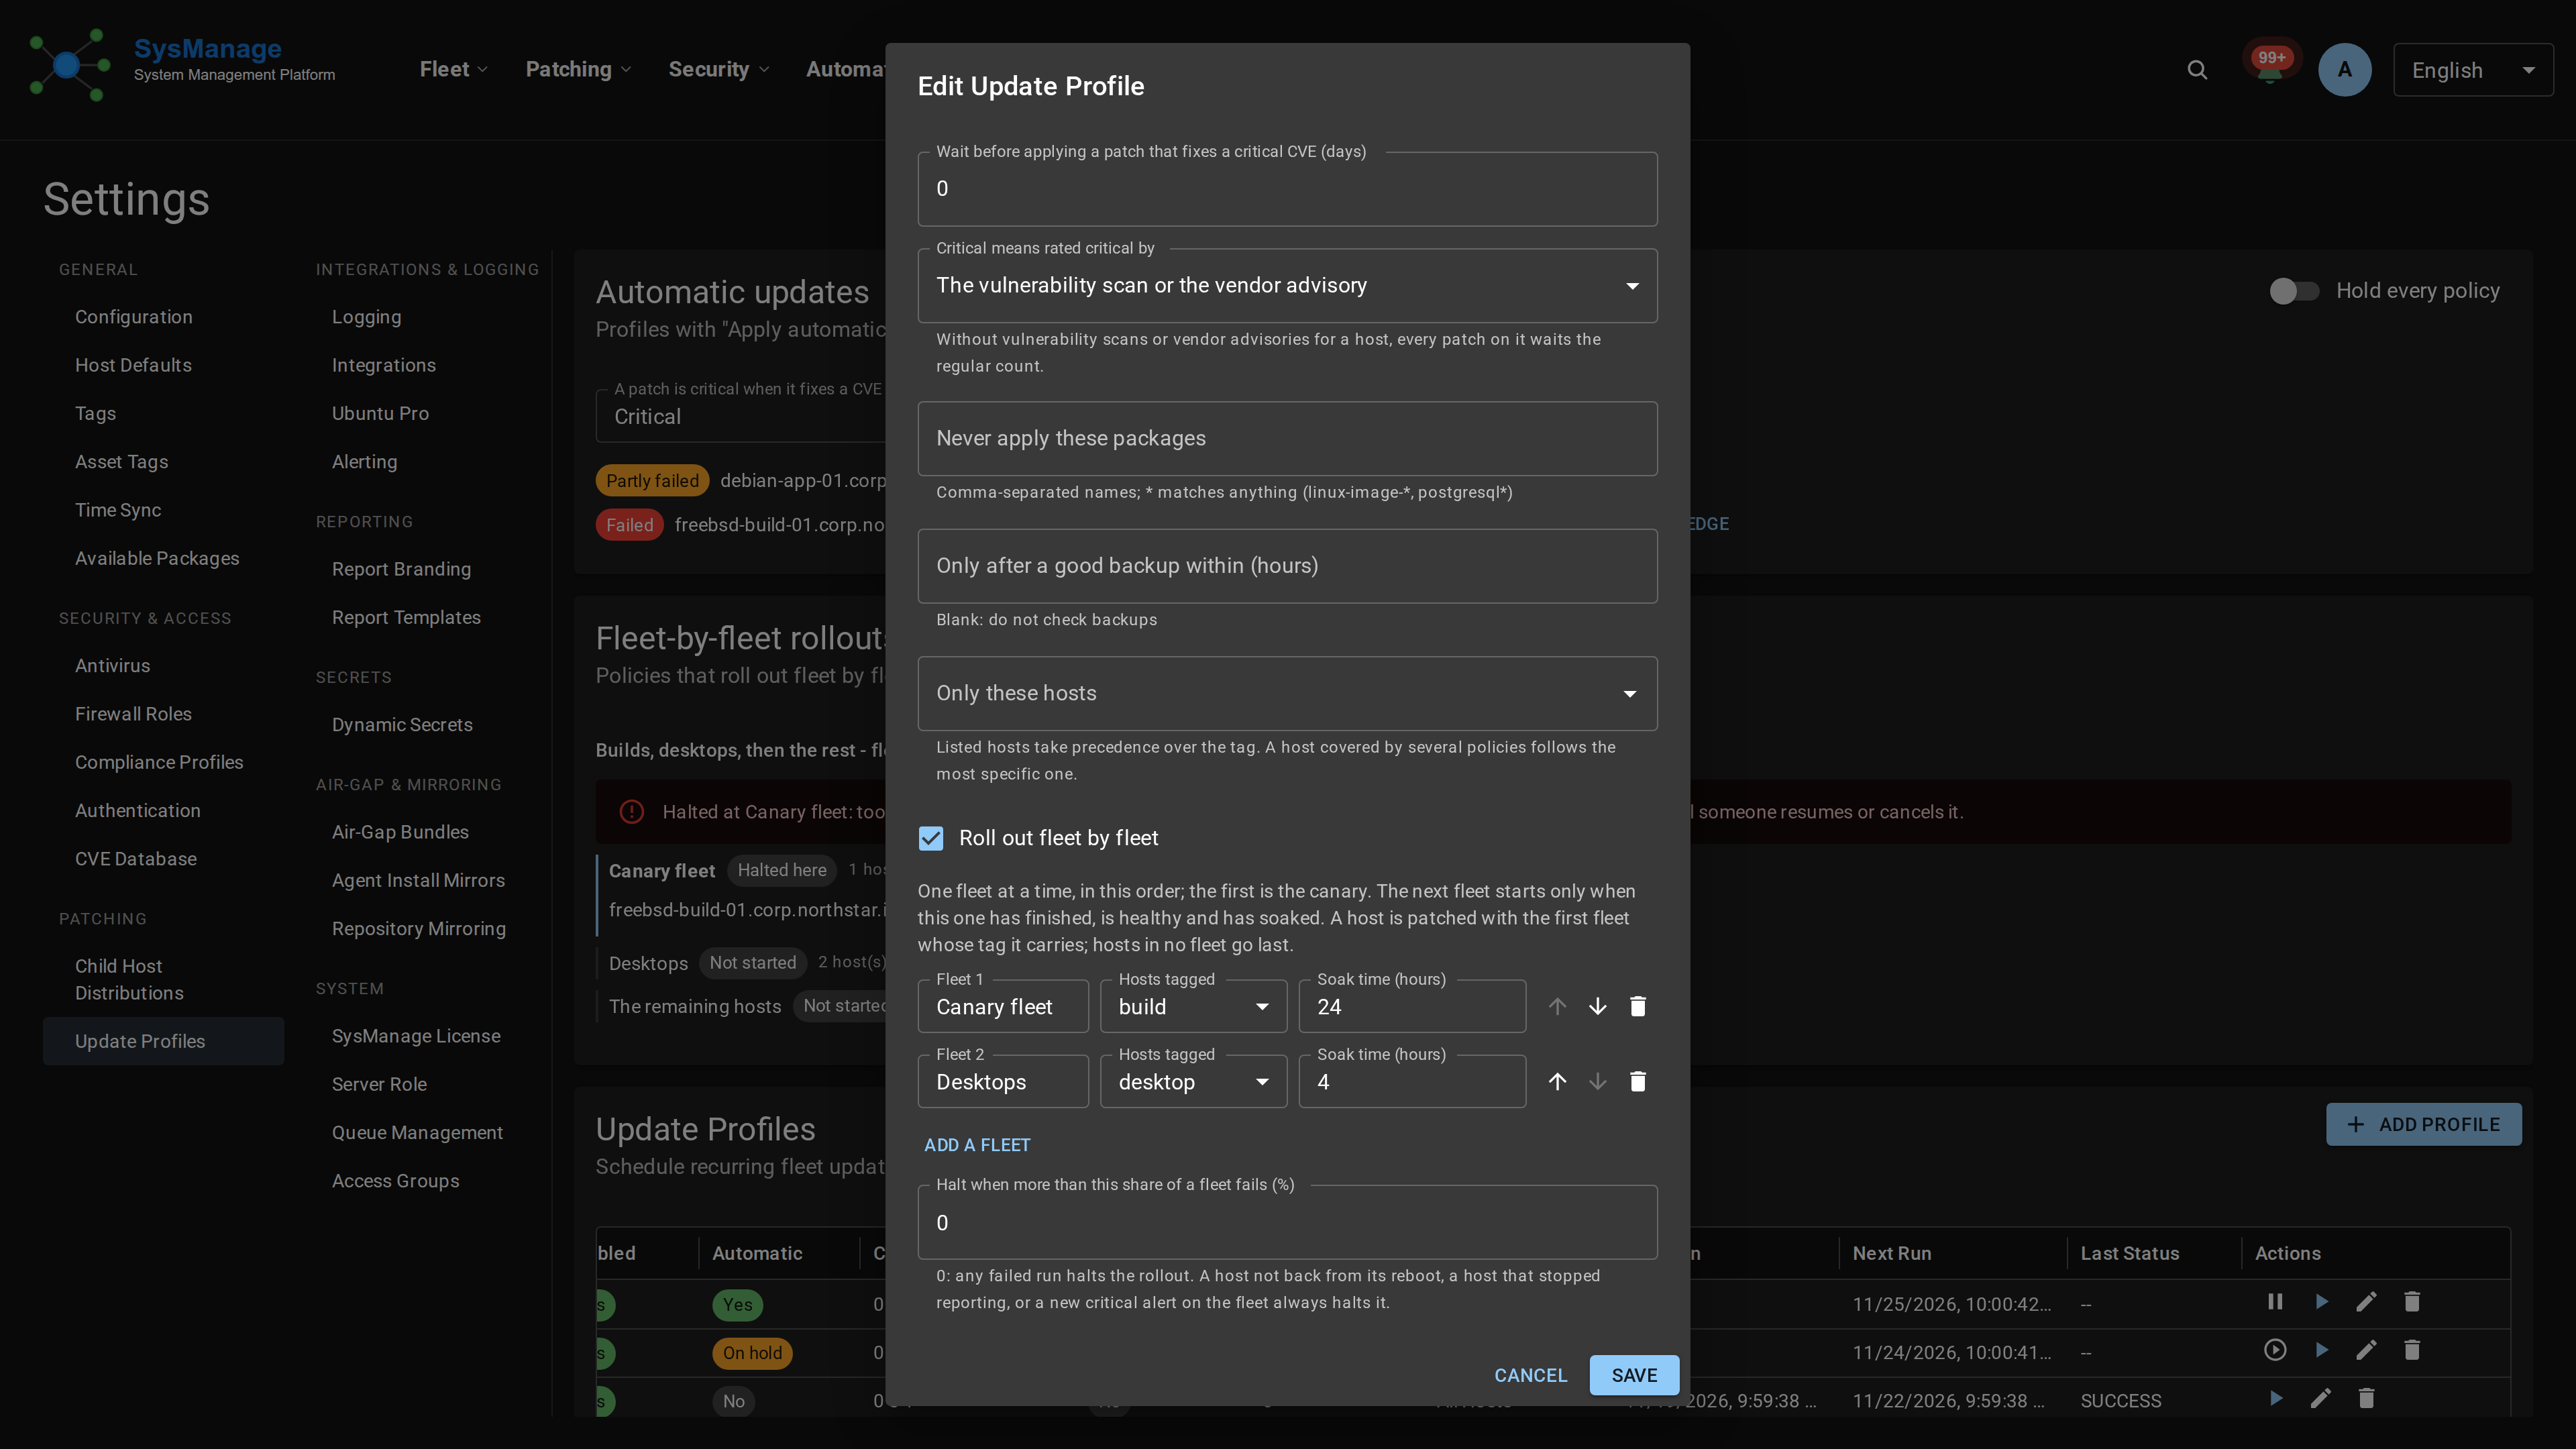 SysManage
System Management Platform
Fleet
Patching
Security
99+
A
English
Settings
GENERAL
Configuration
Host Defaults
Tags
Asset Tags
Time Sync
Available Packages
SECURITY & ACCESS
Antivirus
Firewall Roles
Compliance Profiles
Authentication
CVE Database
PATCHING
Child Host
Distributions
Update Profiles
INTEGRATIONS & LOGGING
Logging
Integrations
Ubuntu Pro
Alerting
REPORTING
Report Branding
Report Templates
SECRETS
Dynamic Secrets
AIR-GAP & MIRRORING
Air-Gap Bundles
Agent Install Mirrors
Repository Mirroring
SYSTEM
SysManage License
Server Role
Queue Management
Access Groups
Automatic updates
Profiles with "Apply automatic
Hold every policy
A patch is critical when it fixes a CVE
Critical
Partly failed debian-app-01.corp
Failed freebsd-build-01.corp.no
EDGE
Fleet-by-fleet rollouts
Policies that roll out fleet by fl
Builds, desktops, then the rest - fl
Halted at Canary fleet: too
someone resumes or cancels it.
Canary fleet Halted here 1 hos
freebsd-build-01.corp.northstar.i
Desktops Not started 2 host(s)
The remaining hosts Not started
Update Profiles
Schedule recurring fleet updat
ADD PROFILE
bled Automatic C n Next Run Last Status Actions
s Yes 0 11/25/2026, 10:00:42... --
s On hold 0 11/24/2026, 10:00:41... --
s No 2026, 9:59:38 ... 11/22/2026, 9:59:38 ... SUCCESS
Edit Update Profile
Wait before applying a patch that fixes a critical CVE (days)
0
Critical means rated critical by
The vulnerability scan or the vendor advisory
Without vulnerability scans or vendor advisories for a host, every patch on it waits the
regular count.
Never apply these packages
Comma-separated names; * matches anything (linux-image-*, postgresql*)
Only after a good backup within (hours)
Blank: do not check backups
Only these hosts
Listed hosts take precedence over the tag. A host covered by several policies follows the
most specific one.
Roll out fleet by fleet
One fleet at a time, in this order; the first is the canary. The next fleet starts only when
this one has finished, is healthy and has soaked. A host is patched with the first fleet
whose tag it carries; hosts in no fleet go last.
Fleet 1 Hosts tagged Soak time (hours)
Canary fleet build 24
Fleet 2 Hosts tagged Soak time (hours)
Desktops desktop 4
ADD A FLEET
Halt when more than this share of a fleet fails (%)
0
0: any failed run halts the rollout. A host not back from its reboot, a host that stopped
reporting, or a new critical alert on the fleet always halts it.
CANCEL
SAVE